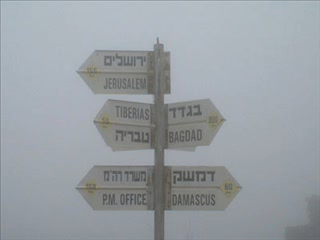 ירושלים
JERUSALEM
TIBERIAS
טבריה
בגדד
BAGDAD
משרד רה״מ
P.M. OFFICE
דמשק
DAMASCUS